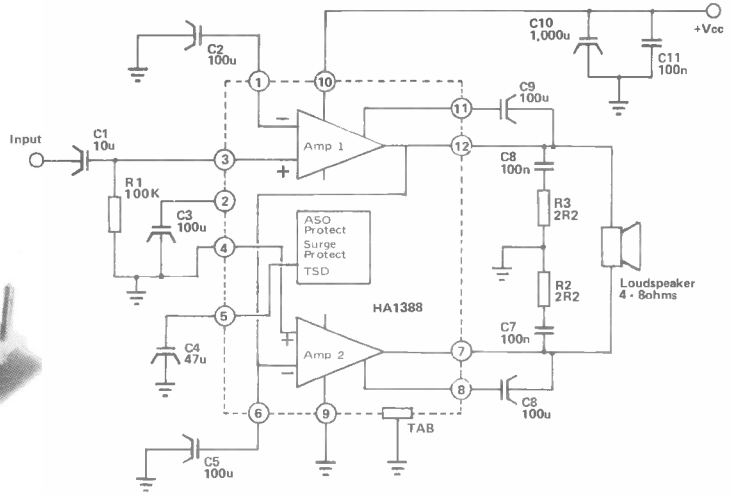 C2
100u
C10
1,000u
+Vcc
C11
100n
1
10
C9
100u
11
Input
C1
10u
−
Amp 1
+
3
12
C8
100n
R1
100K
2
C3
100u
R3
2R2
ASO
Protect
Surge
Protect
TSD
4
Loudspeaker
4 - 8ohms
R2
2R2
HA1388
5
C7
100n
C4
47u
+
Amp 2
−
7
8
C8
100u
6
9
TAB
C5
100u